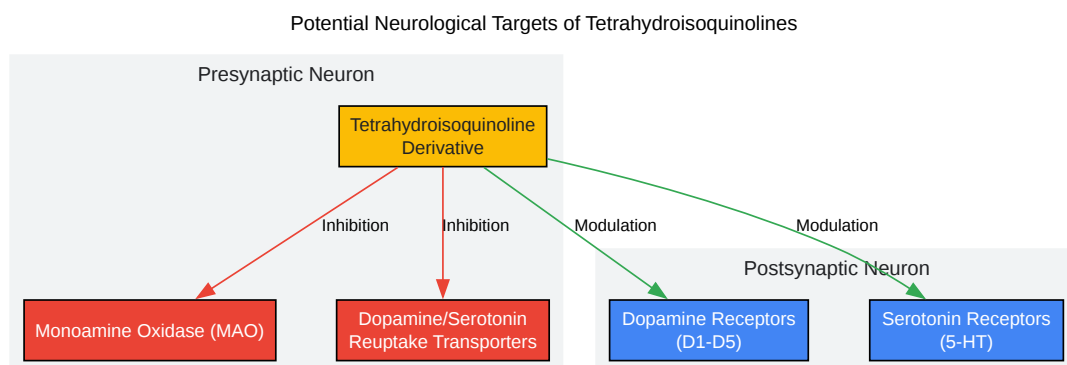 Potential Neurological Targets of Tetrahydroisoquinolines
Presynaptic Neuron
Tetrahydroisoquinoline
Derivative
Inhibition
Inhibition
Modulation
Modulation
Postsynaptic Neuron
Monoamine Oxidase (MAO)
Dopamine/Serotonin
Reuptake Transporters
Dopamine Receptors
(D1-D5)
Serotonin Receptors
(5-HT)